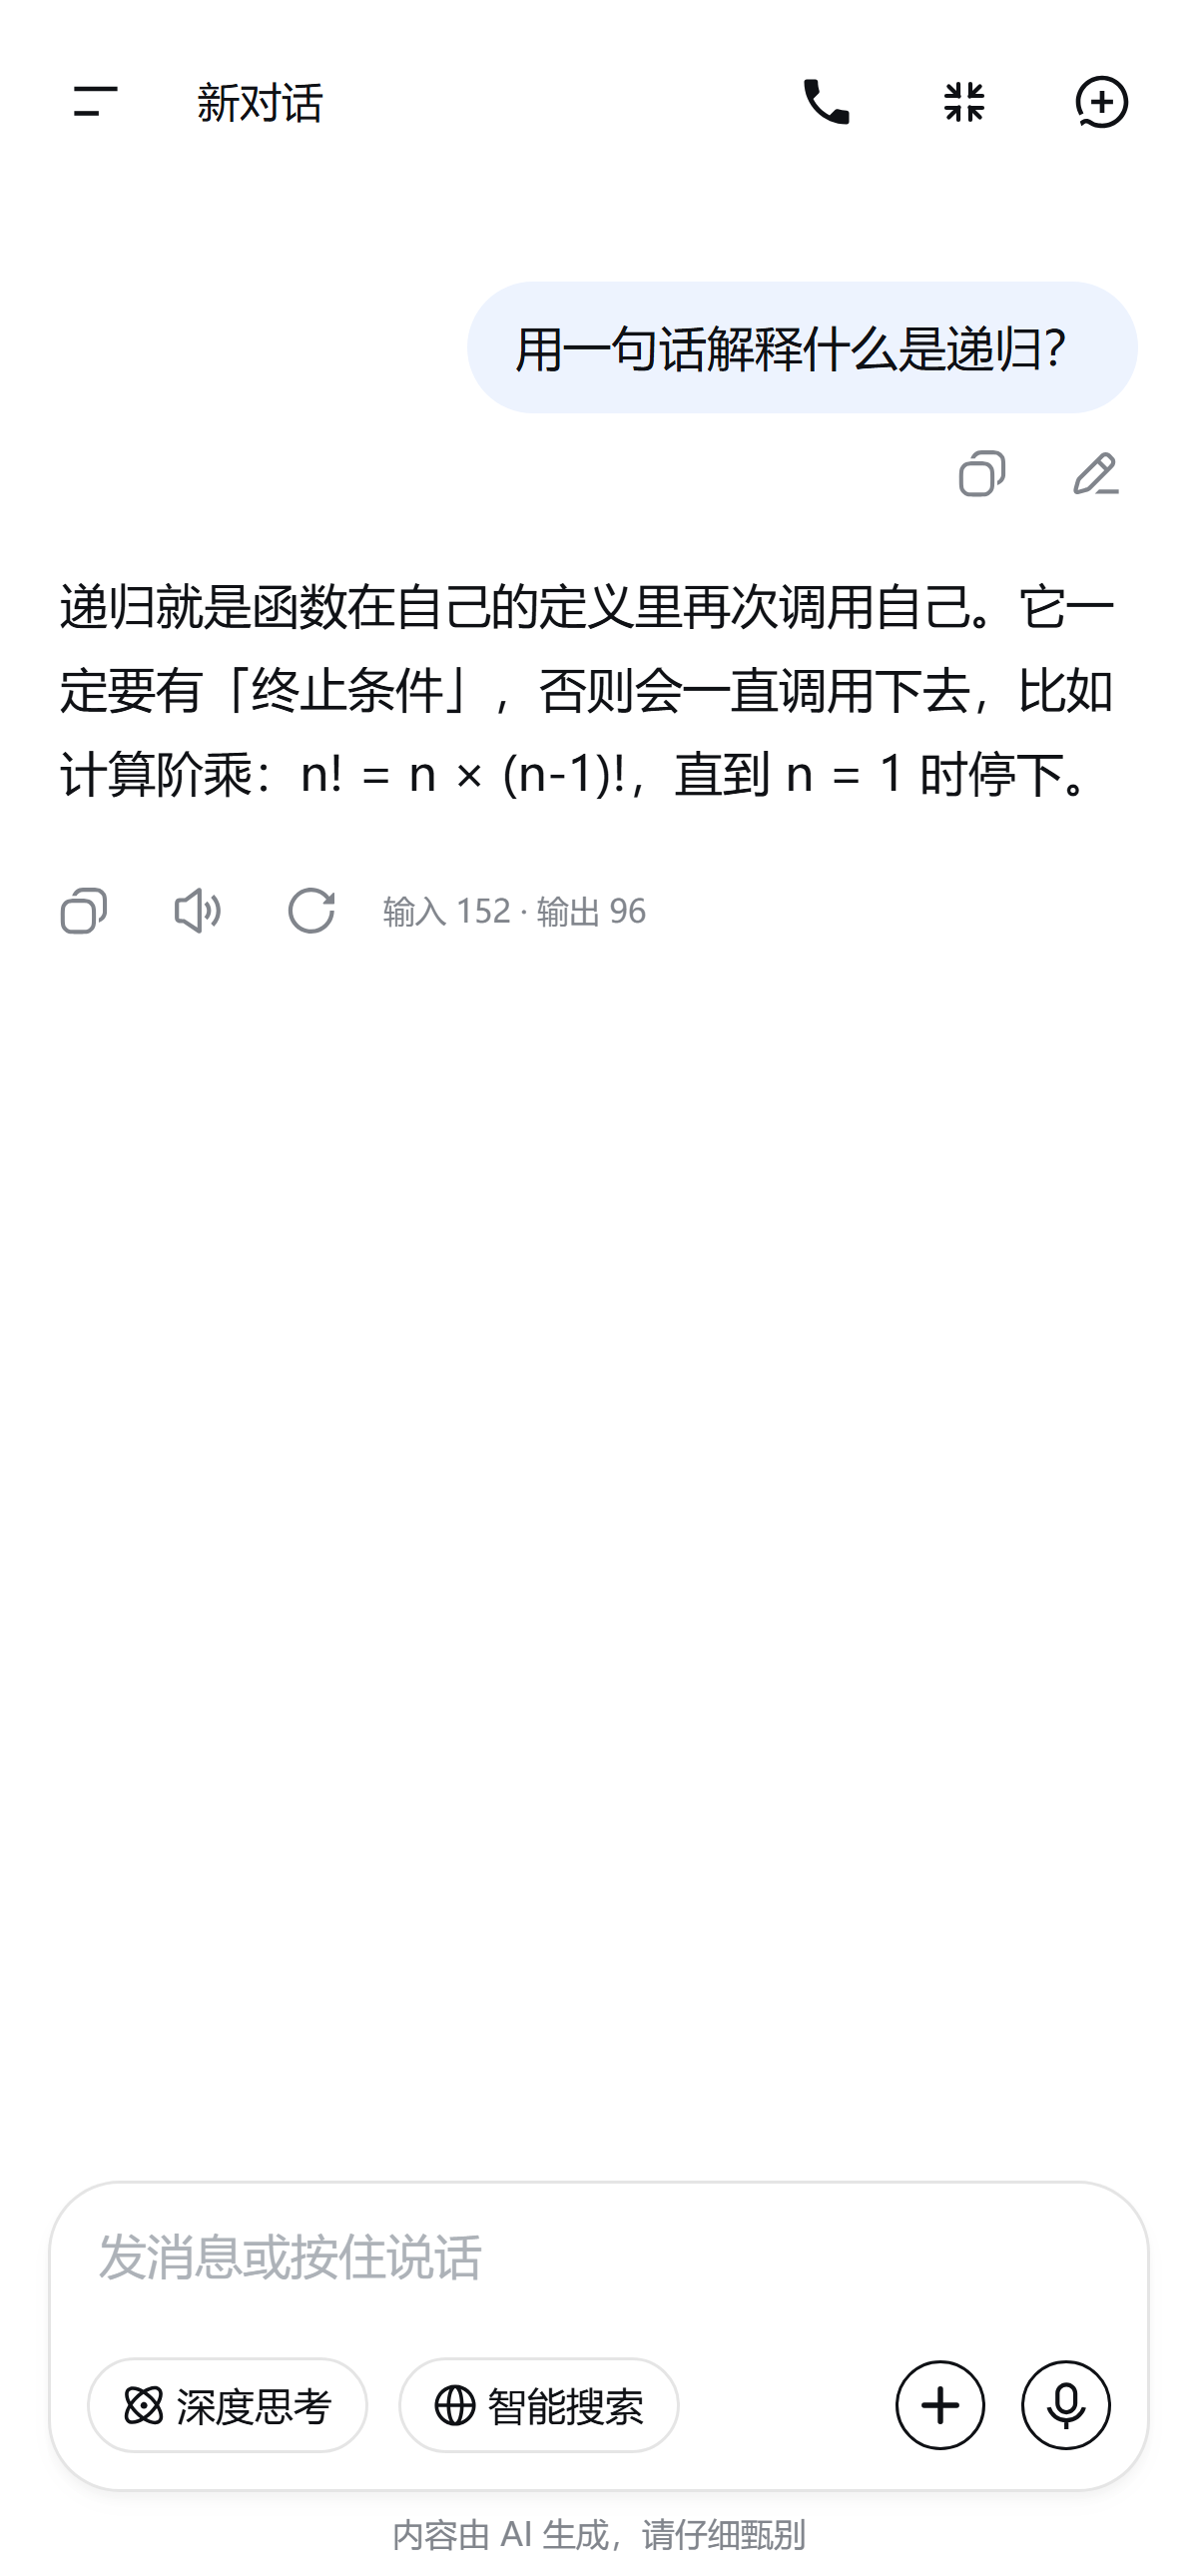 新对话
用一句话解释什么是递归？
递归就是函数在自己的定义里再次调用自己。它一
定要有「终止条件」，否则会一直调用下去，比如
计算阶乘：n! = n × (n-1)!，直到 n = 1 时停下。
输入 152 · 输出 96
发消息或按住说话
深度思考 智能搜索
内容由 AI 生成，请仔细甄别